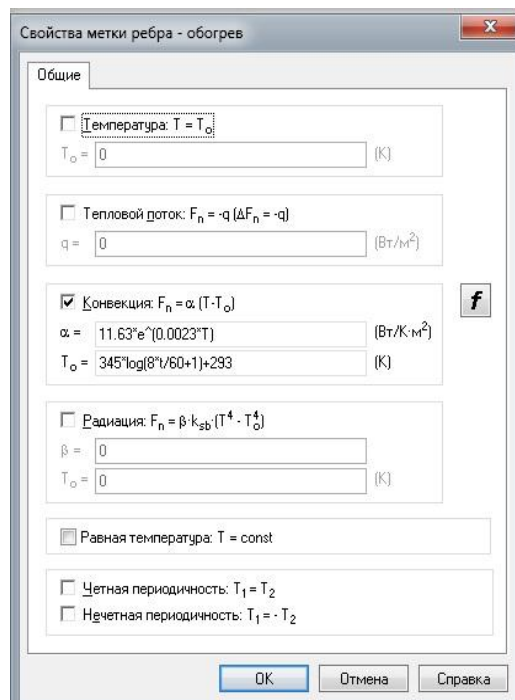 Свойства метки ребра - обогрев
Общие
Температура: T = To
To = 0 (К)
Тепловой поток: Fn = -q (ΔFn = -q)
q = 0 (Вт/м²)
Конвекция: Fn = α (T-To)
f
α = 11.63*e^(0.0023*T) (Вт/К·м²)
To = 345*log(8*t/60+1)+293 (К)
Радиация: Fn = β·ksb·(T⁴ - To⁴)
β = 0
To = 0 (К)
Равная температура: T = const
Четная периодичность: T1 = T2
Нечетная периодичность: T1 = - T2
OK Отмена Справка